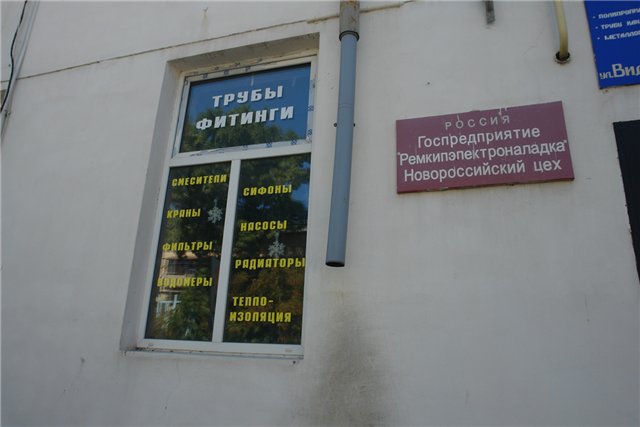 ТРУБЫ
ФИТИНГИ
СМЕСИТЕЛИ
КРАНЫ
ФИЛЬТРЫ
ВОДОМЕРЫ
СИФОНЫ
НАСОСЫ
РАДИАТОРЫ
ТЕПЛО-
ИЗОЛЯЦИЯ
РОССИЯ
Госпредприятие
"Ремкипэлектроналадка"
Новороссийский цех